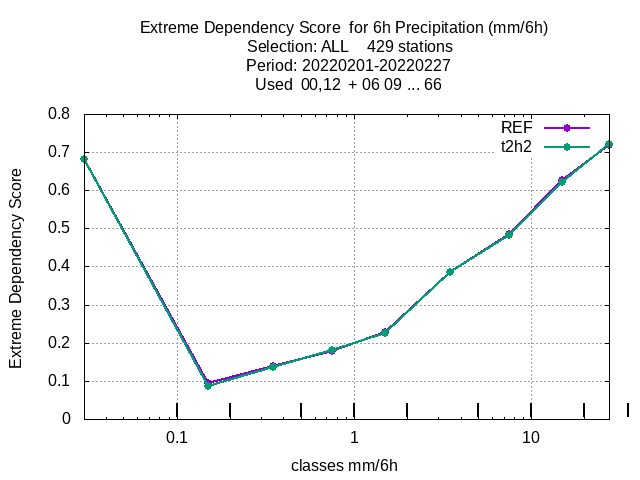 Extreme Dependency Score  for 6h Precipitation (mm/6h)
Selection: ALL    429 stations
Period: 20220201-20220227
Used  00,12  + 06 09 ... 66
REF
t2h2
0.8
0.7
0.6
0.5
0.4
0.3
0.2
0.1
0
Extreme Dependency Score
0.1 1 10
classes mm/6h